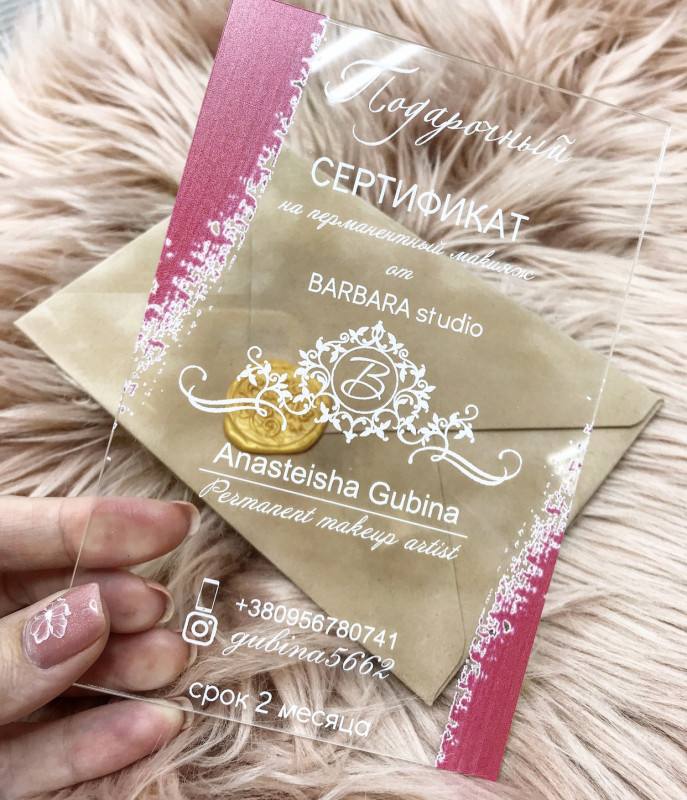 Подарочный
СЕРТИФИКАТ
на перманентный макияж
от
BARBARA studio
B
Anasteisha Gubina
Permanent makeup artist
+380956780741
gubina5662
срок 2 месяца